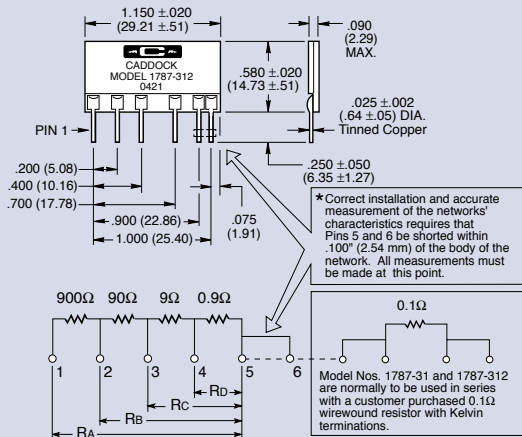 1.150 ±.020
(29.21 ±.51)
.090
(2.29)
MAX.
CADDOCK
MODEL 1787-312
0421
.580 ±.020
(14.73 ±.51)
.025 ±.002
(.64 ±.05) DIA.
Tinned Copper
PIN 1
.200 (5.08)
.400 (10.16)
.700 (17.78)
.900 (22.86)
1.000 (25.40)
.075
(1.91)
.250 ±.050
(6.35 ±1.27)
* Correct installation and accurate
measurement of the networks'
characteristics requires that
Pins 5 and 6 be shorted within
.100" (2.54 mm) of the body of the
network. All measurements must
be made at this point.
900Ω 90Ω 9Ω 0.9Ω
0.1Ω
1 2 3 4 5 6
RD
RC
RB
RA
Model Nos. 1787-31 and 1787-312
are normally to be used in series
with a customer purchased 0.1Ω
wirewound resistor with Kelvin
terminations.